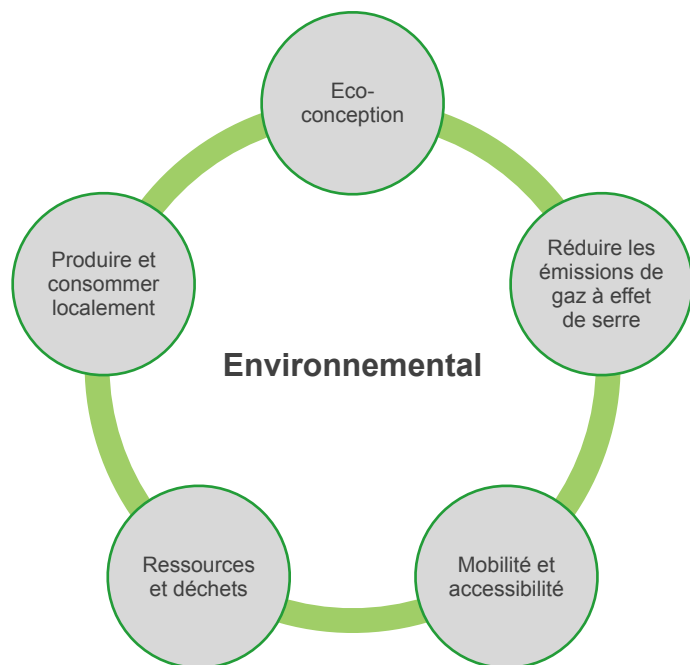 Eco-
conception
Réduire les
émissions de
gaz à effet
de serre
Mobilité et
accessibilité
Ressources
et déchets
Produire et
consommer
localement
Environnemental